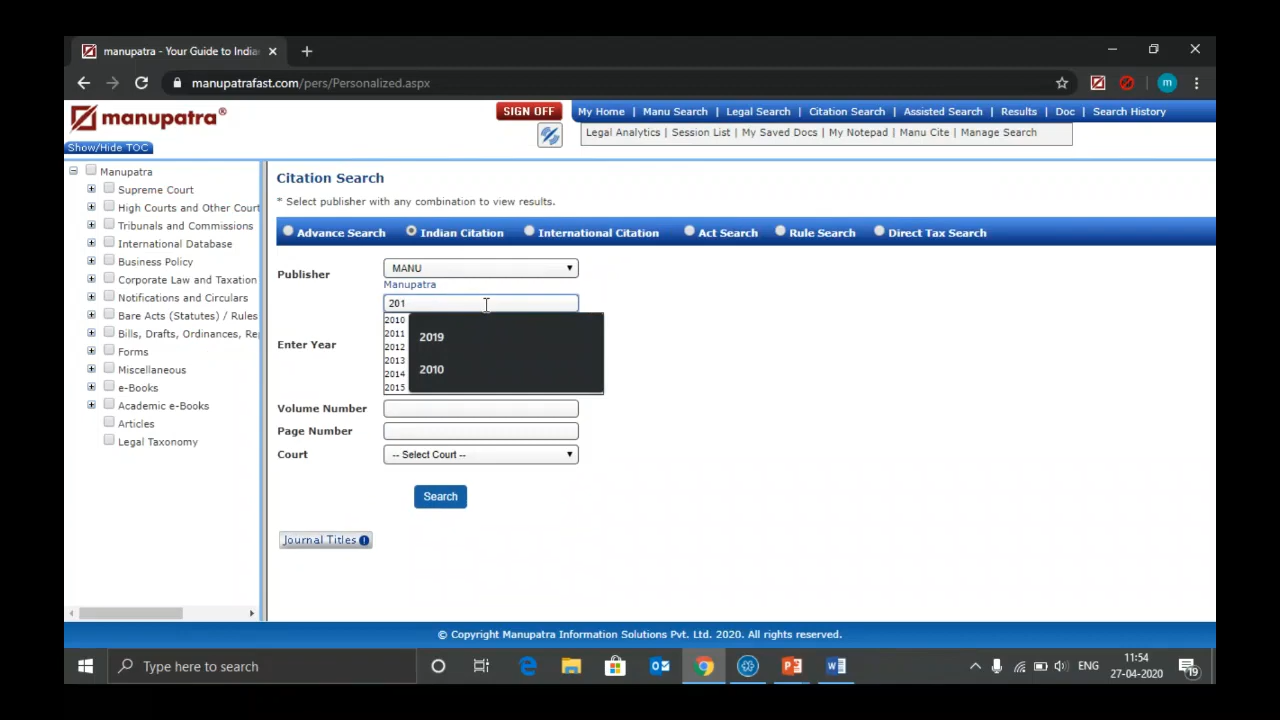 manupatra - Your Guide to India
manupatrafast.com/pers/Personalized.aspx
m
manupatra®
SIGN OFF
My Home | Manu Search | Legal Search | Citation Search | Assisted Search | Results | Doc | Search History
Legal Analytics | Session List | My Saved Docs | My Notepad | Manu Cite | Manage Search
Show/Hide TOC
Manupatra
Supreme Court
High Courts and Other Court
Tribunals and Commissions
International Database
Business Policy
Corporate Law and Taxation
Notifications and Circulars
Bare Acts (Statutes) / Rules
Bills, Drafts, Ordinances, Re
Forms
Miscellaneous
e-Books
Academic e-Books
Articles
Legal Taxonomy
Citation Search
* Select publisher with any combination to view results.
Advance Search Indian Citation International Citation Act Search Rule Search Direct Tax Search
Publisher MANU
Manupatra
201
Enter Year
2010
2011
2012
2013
2014
2015
2019
2010
Volume Number
Page Number
Court -- Select Court --
Search
Journal Titles
© Copyright Manupatra Information Solutions Pvt. Ltd. 2020. All rights reserved.
Type here to search
ENG
11:54
27-04-2020
19